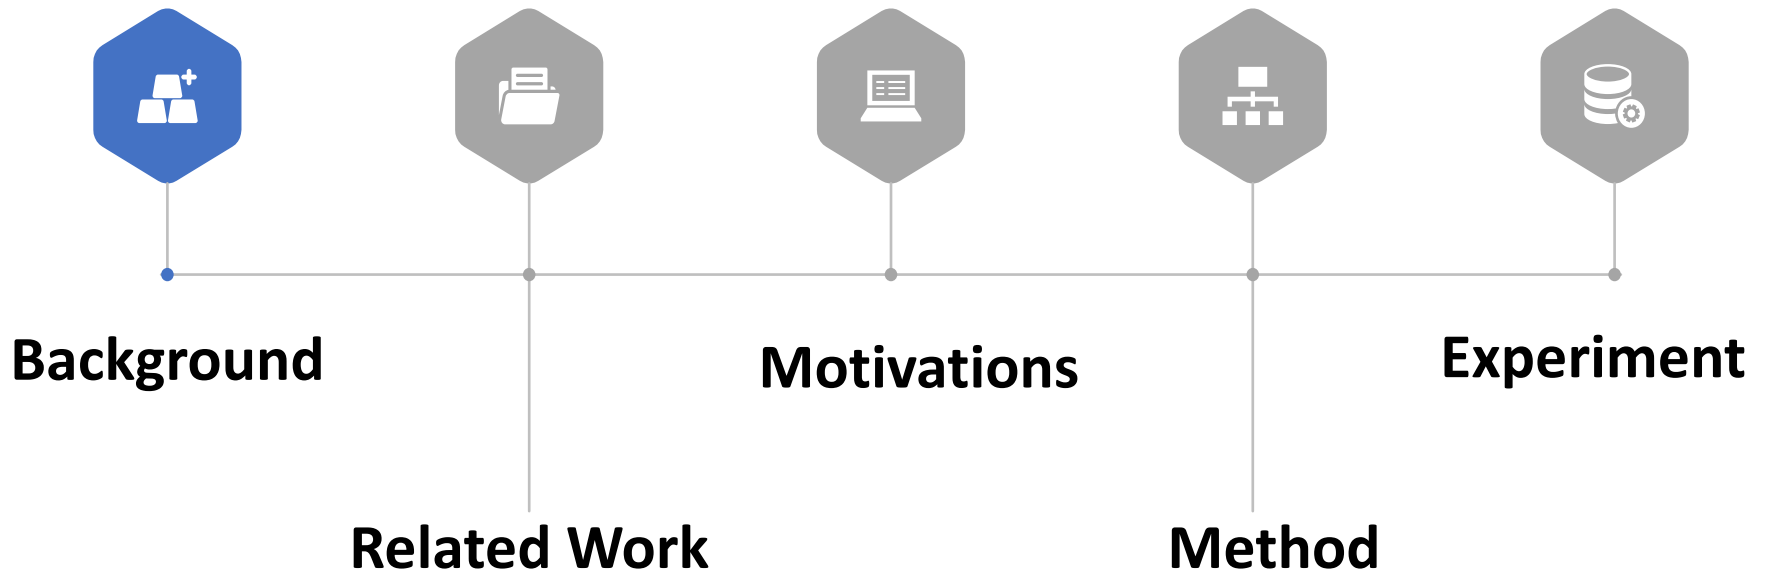 Background
Related Work
Motivations
Method
Experiment